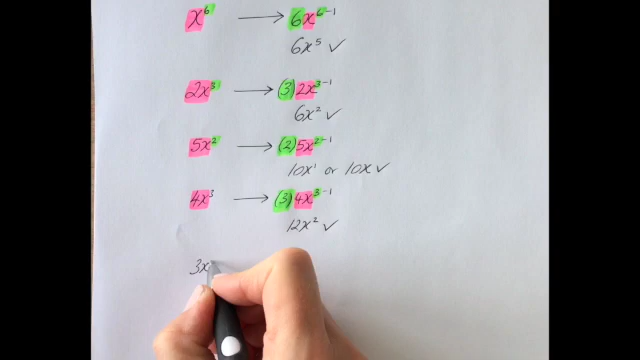 x⁶ → 6x⁶⁻¹
6x⁵ ✓
2x³ → (3)2x³⁻¹
6x² ✓
5x² → (2)5x²⁻¹
10x¹ or 10x ✓
4x³ → (3)4x³⁻¹
12x² ✓
3x